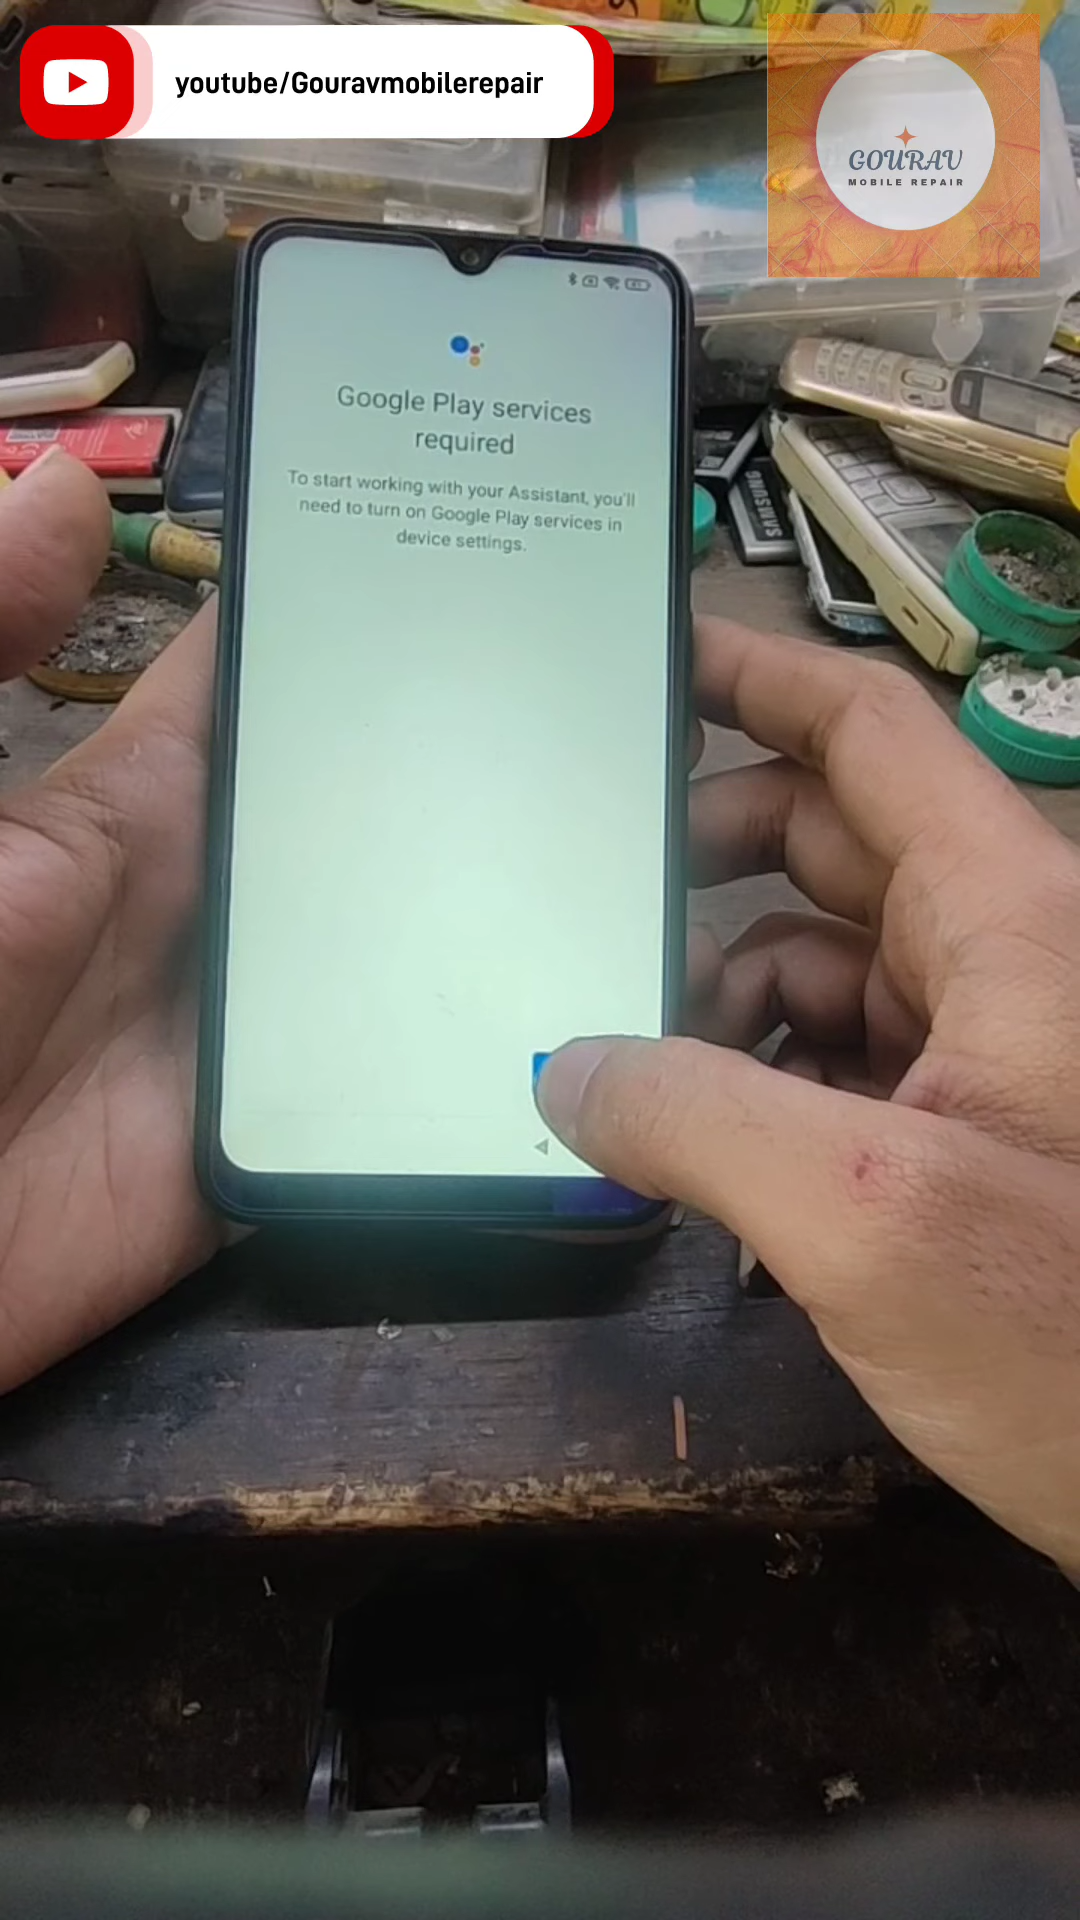 youtube/Gouravmobilerepair
GOURAV
MOBILE REPAIR
Google Play services
required
To start working with your Assistant, you'll
need to turn on Google Play services in
device settings.
SAMSUNG